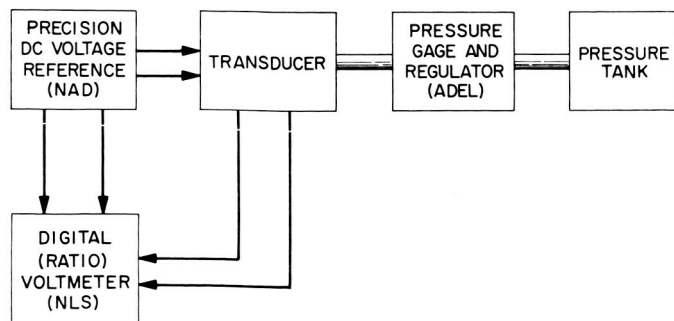 PRECISION
DC VOLTAGE
REFERENCE
(NAD)
TRANSDUCER
PRESSURE
GAGE AND
REGULATOR
(ADEL)
PRESSURE
TANK
DIGITAL
(RATIO)
VOLTMETER
(NLS)